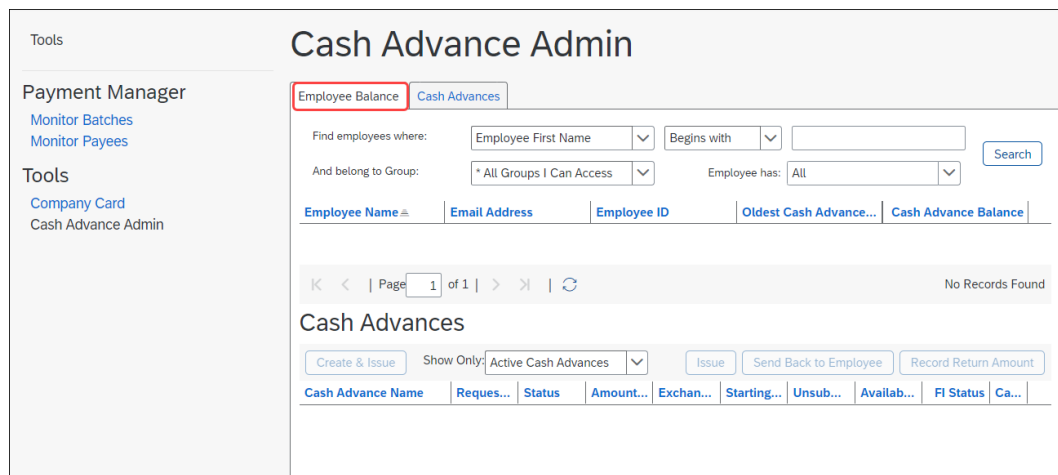 Tools
Payment Manager
Monitor Batches
Monitor Payees
Tools
Company Card
Cash Advance Admin
Cash Advance Admin
Employee Balance Cash Advances
Find employees where: Employee First Name Begins with
Search
And belong to Group: * All Groups I Can Access Employee has: All
Employee Name Email Address Employee ID Oldest Cash Advance... Cash Advance Balance
| Page 1 of 1 | | No Records Found
Cash Advances
Create & Issue Show Only: Active Cash Advances Issue Send Back to Employee Record Return Amount
Cash Advance Name Reques... Status Amount... Exchan... Starting... Unsub... Availab... FI Status Ca...